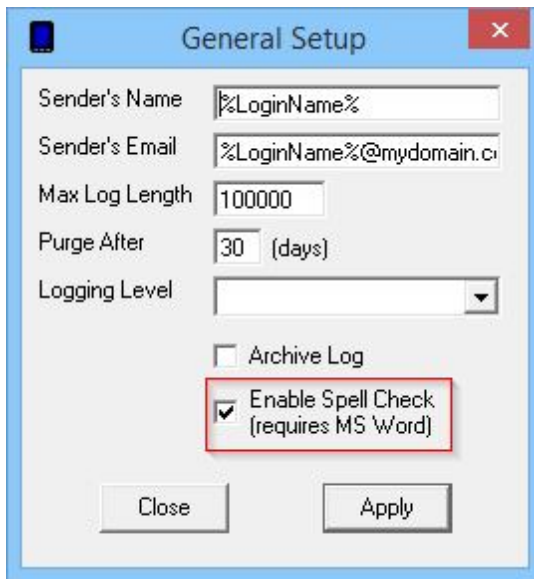 General Setup
Sender's Name %LoginName%
Sender's Email %LoginName%@mydomain.c
Max Log Length 100000
Purge After 30 (days)
Logging Level
Archive Log
Enable Spell Check
(requires MS Word)
Close Apply